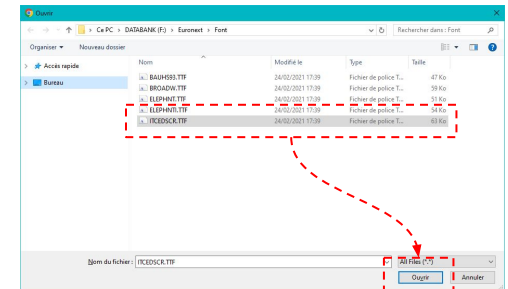 Ouvrir
Ce PC > DATABANK (F:) > Euronext > Font
Rechercher dans : Font
Organiser Nouveau dossier
Nom Modifié le Type Taille
Accès rapide
Bureau
BAUHS93.TTF 24/02/2021 17:39 Fichier de police T... 47 Ko
BROADW.TTF 24/02/2021 17:39 Fichier de police T... 59 Ko
ELEPHNT.TTF 24/02/2021 17:39 Fichier de police T... 51 Ko
ELEPHNTI.TTF 24/02/2021 17:39 Fichier de police T... 54 Ko
ITCEDSCR.TTF 24/02/2021 17:39 Fichier de police T... 63 Ko
Nom du fichier : ITCEDSCR.TTF All Files (*.*)
Ouvrir Annuler